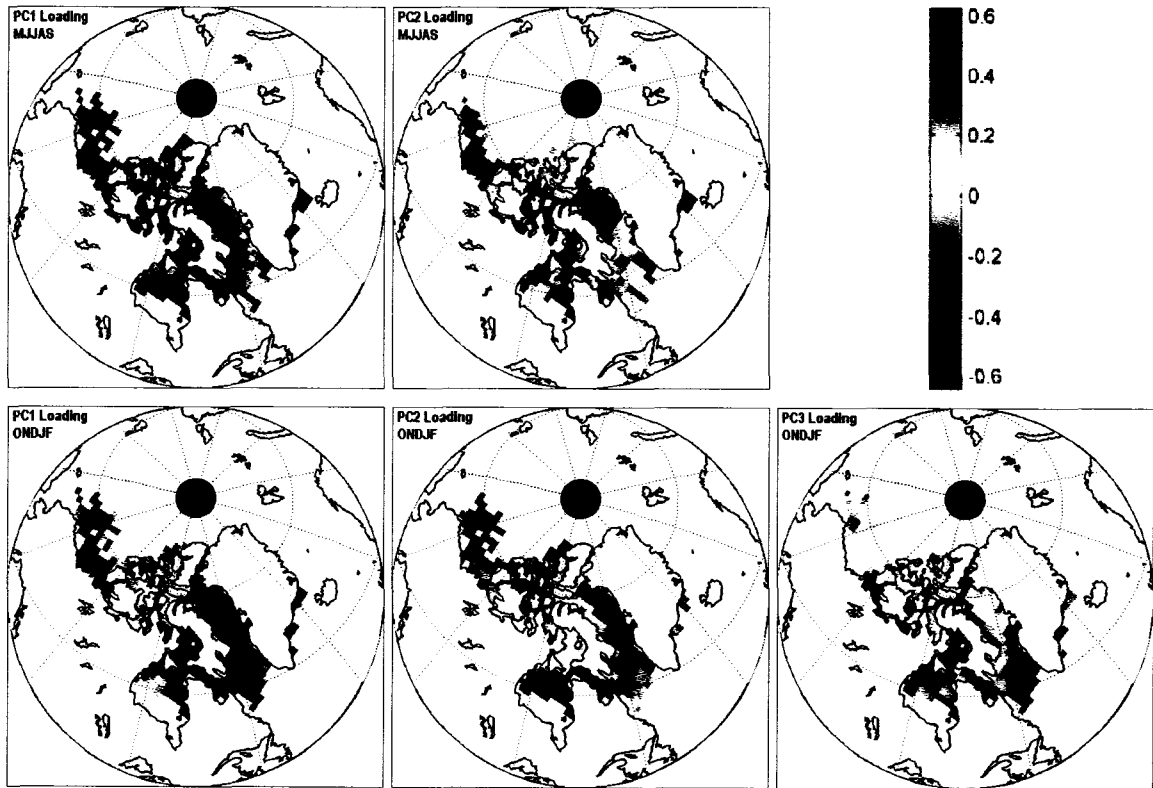 PC1 Loading
MJJAS
PC2 Loading
MJJAS
0.6
0.4
0.2
0
-0.2
-0.4
-0.6
PC1 Loading
ONDJF
PC2 Loading
ONDJF
PC3 Loading
ONDJF